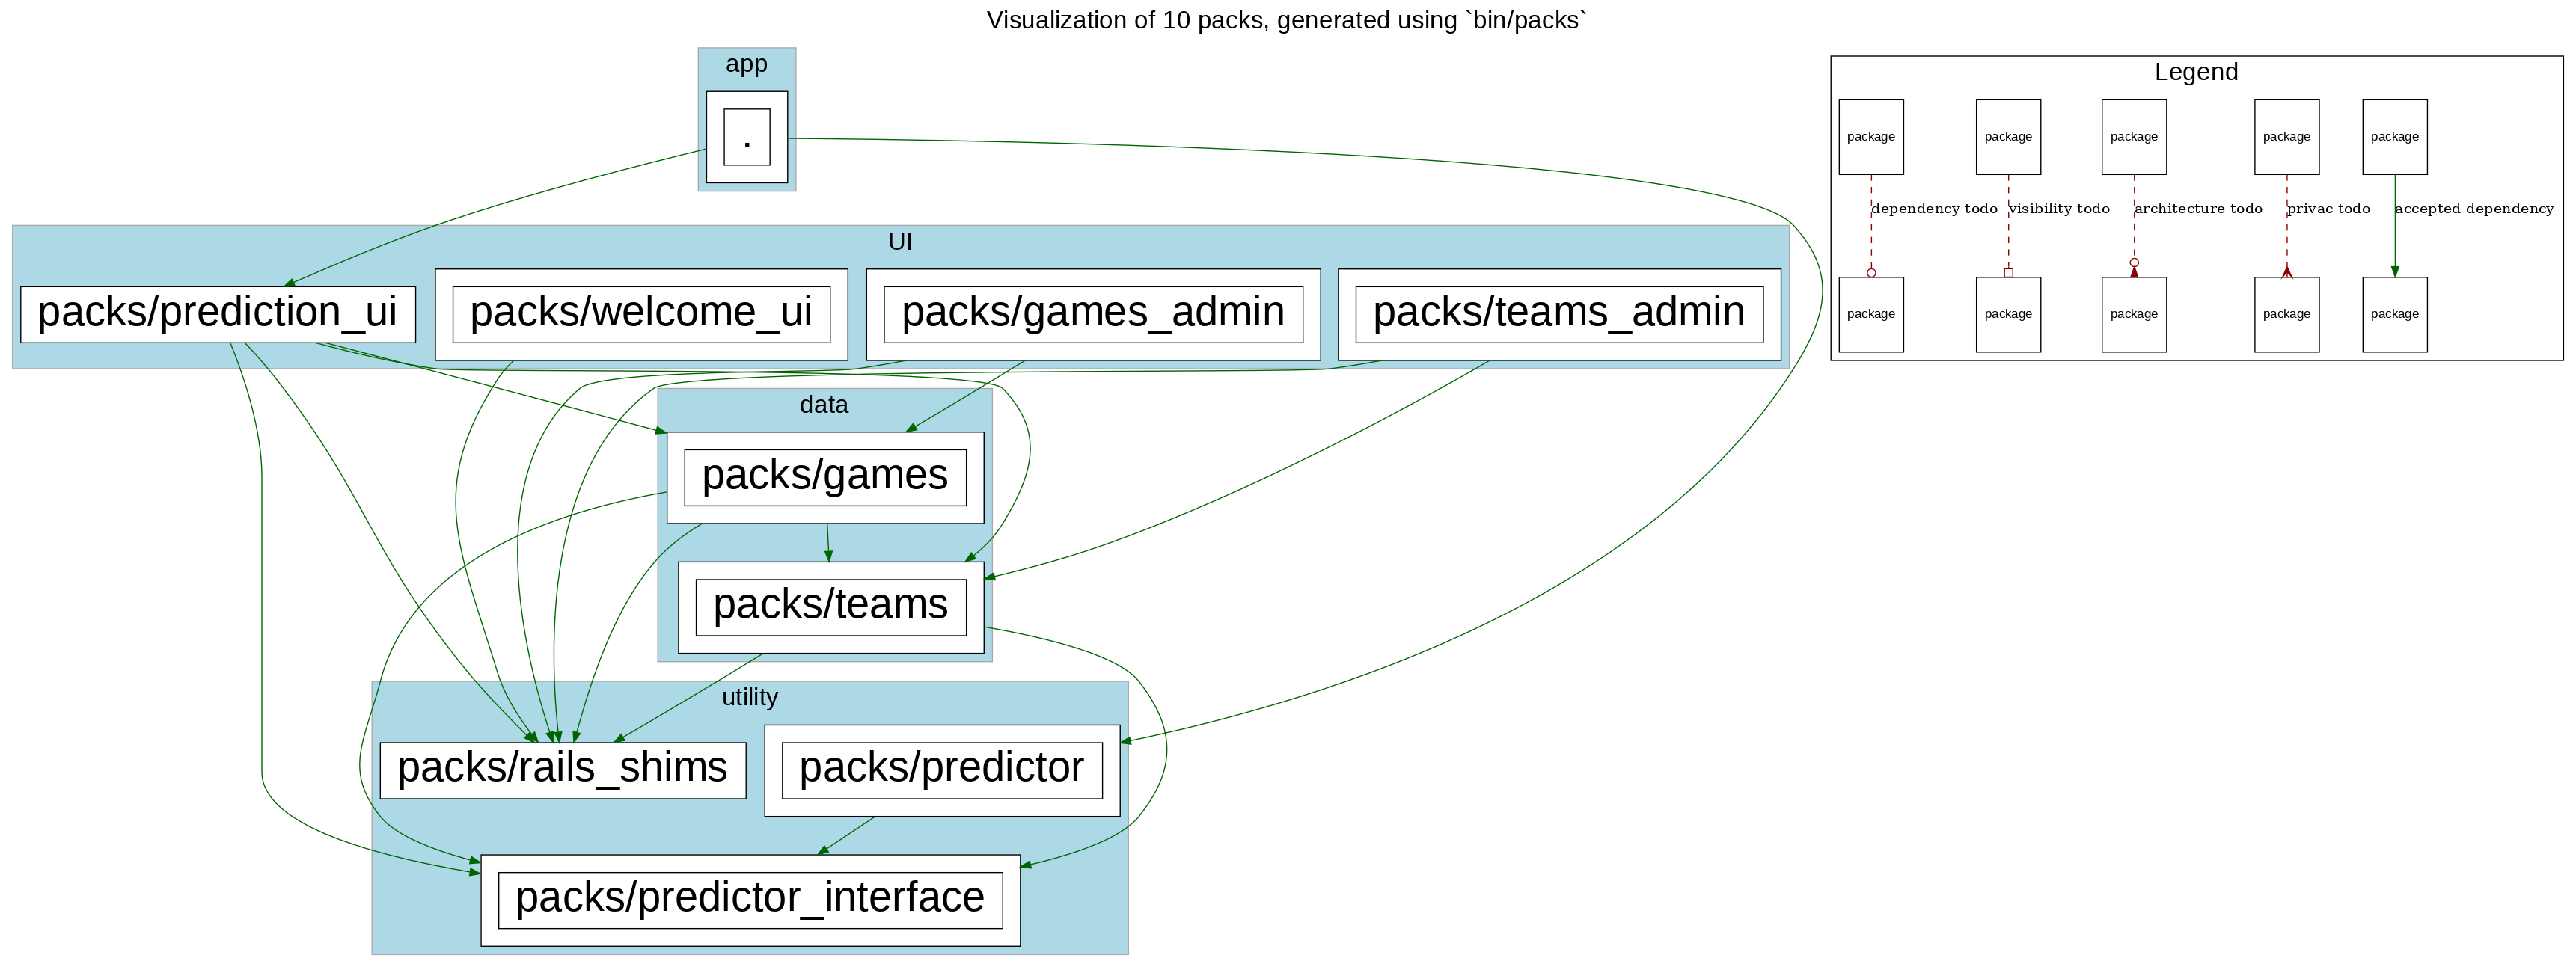 Visualization of 10 packs, generated using `bin/packs`
app
.
UI
packs/prediction_ui
packs/welcome_ui
packs/games_admin
packs/teams_admin
data
packs/games
packs/teams
utility
packs/rails_shims
packs/predictor
packs/predictor_interface
Legend
package
package
package
package
package
dependency todo
visibility todo
architecture todo
privac todo
accepted dependency
package
package
package
package
package